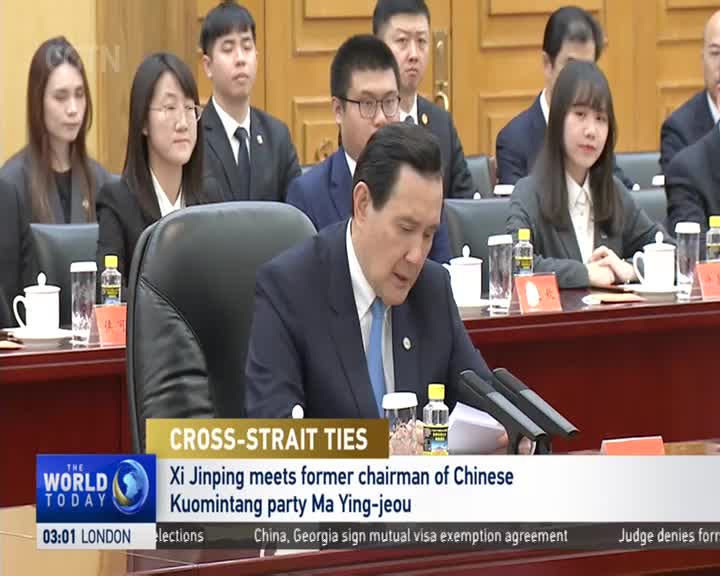 CGTN
CROSS-STRAIT TIES
Xi Jinping meets former chairman of Chinese
Kuomintang party Ma Ying-jeou
THE
WORLD
TODAY
03:01 LONDON
elections China, Georgia sign mutual visa exemption agreement Judge denies forr